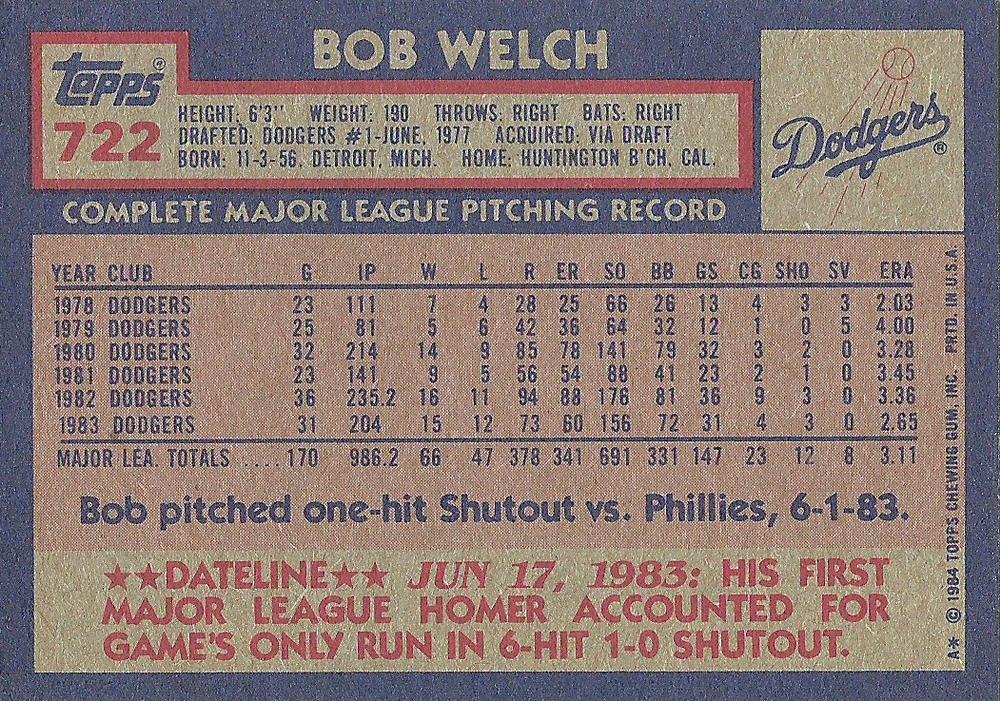 BOB WELCH
Topps®
722
HEIGHT: 6'3" WEIGHT: 190 THROWS: RIGHT BATS: RIGHT
DRAFTED: DODGERS #1-JUNE, 1977 ACQUIRED: VIA DRAFT
BORN: 11-3-56, DETROIT, MICH. HOME: HUNTINGTON B'CH, CAL.
Dodgers®
COMPLETE MAJOR LEAGUE PITCHING RECORD
YEAR CLUB G IP W L R ER SO BB GS CG SHO SV ERA
1978 DODGERS 23 111 7 4 28 25 66 26 13 4 3 3 2.03
1979 DODGERS 25 81 5 6 42 36 64 32 12 1 0 5 4.00
1980 DODGERS 32 214 14 9 85 78 141 79 32 3 2 0 3.28
1981 DODGERS 23 141 9 5 56 54 88 41 23 2 1 0 3.45
1982 DODGERS 36 235.2 16 11 94 88 176 81 36 9 3 0 3.36
1983 DODGERS 31 204 15 12 73 60 156 72 31 4 3 0 2.65
MAJOR LEA. TOTALS .... 170 986.2 66 47 378 341 691 331 147 23 12 8 3.11
Bob pitched one-hit Shutout vs. Phillies, 6-1-83.
★★DATELINE★★ JUN 17, 1983: HIS FIRST
MAJOR LEAGUE HOMER ACCOUNTED FOR
GAME'S ONLY RUN IN 6-HIT 1-0 SHUTOUT.
A* © 1984 TOPPS CHEWING GUM, INC. PRTD. IN U.S.A.